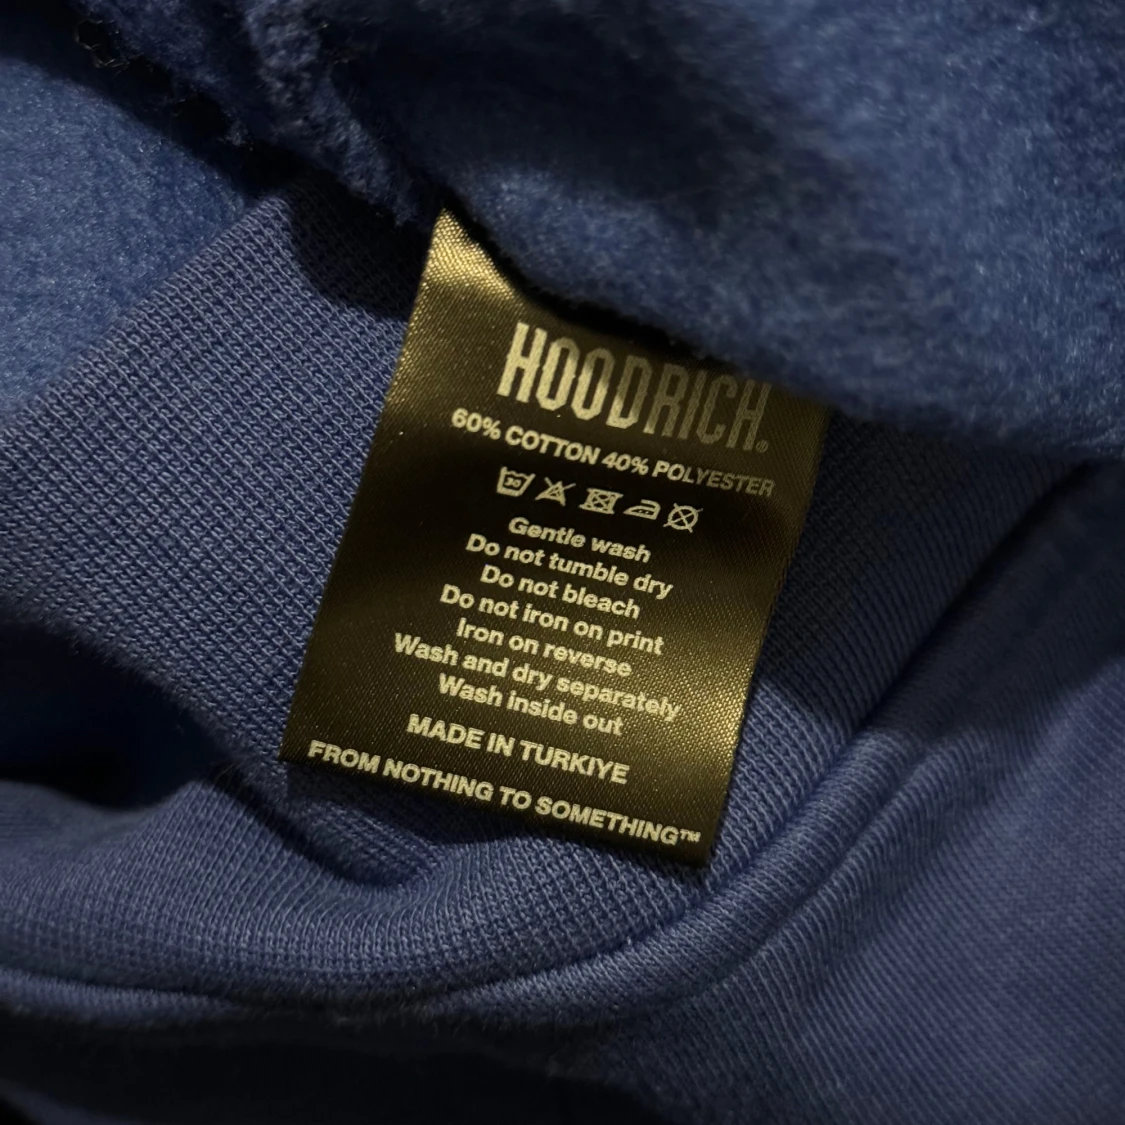 HOODRICH®
60% COTTON 40% POLYESTER
30
Gentle wash
Do not tumble dry
Do not bleach
Do not iron on print
Iron on reverse
Wash and dry separately
Wash inside out
MADE IN TURKIYE
FROM NOTHING TO SOMETHING™